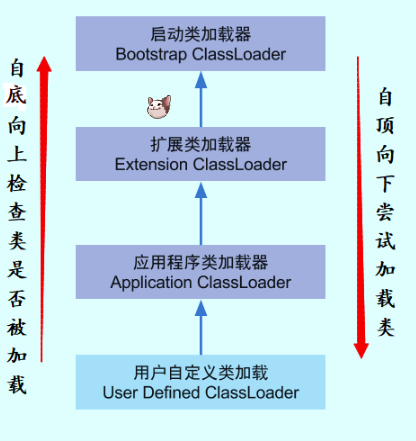 启动类加载器
Bootstrap ClassLoader
扩展类加载器
Extension ClassLoader
应用程序类加载器
Application ClassLoader
用户自定义类加载
User Defined ClassLoader
自底向上检查类是否被加载
自顶向下尝试加载类